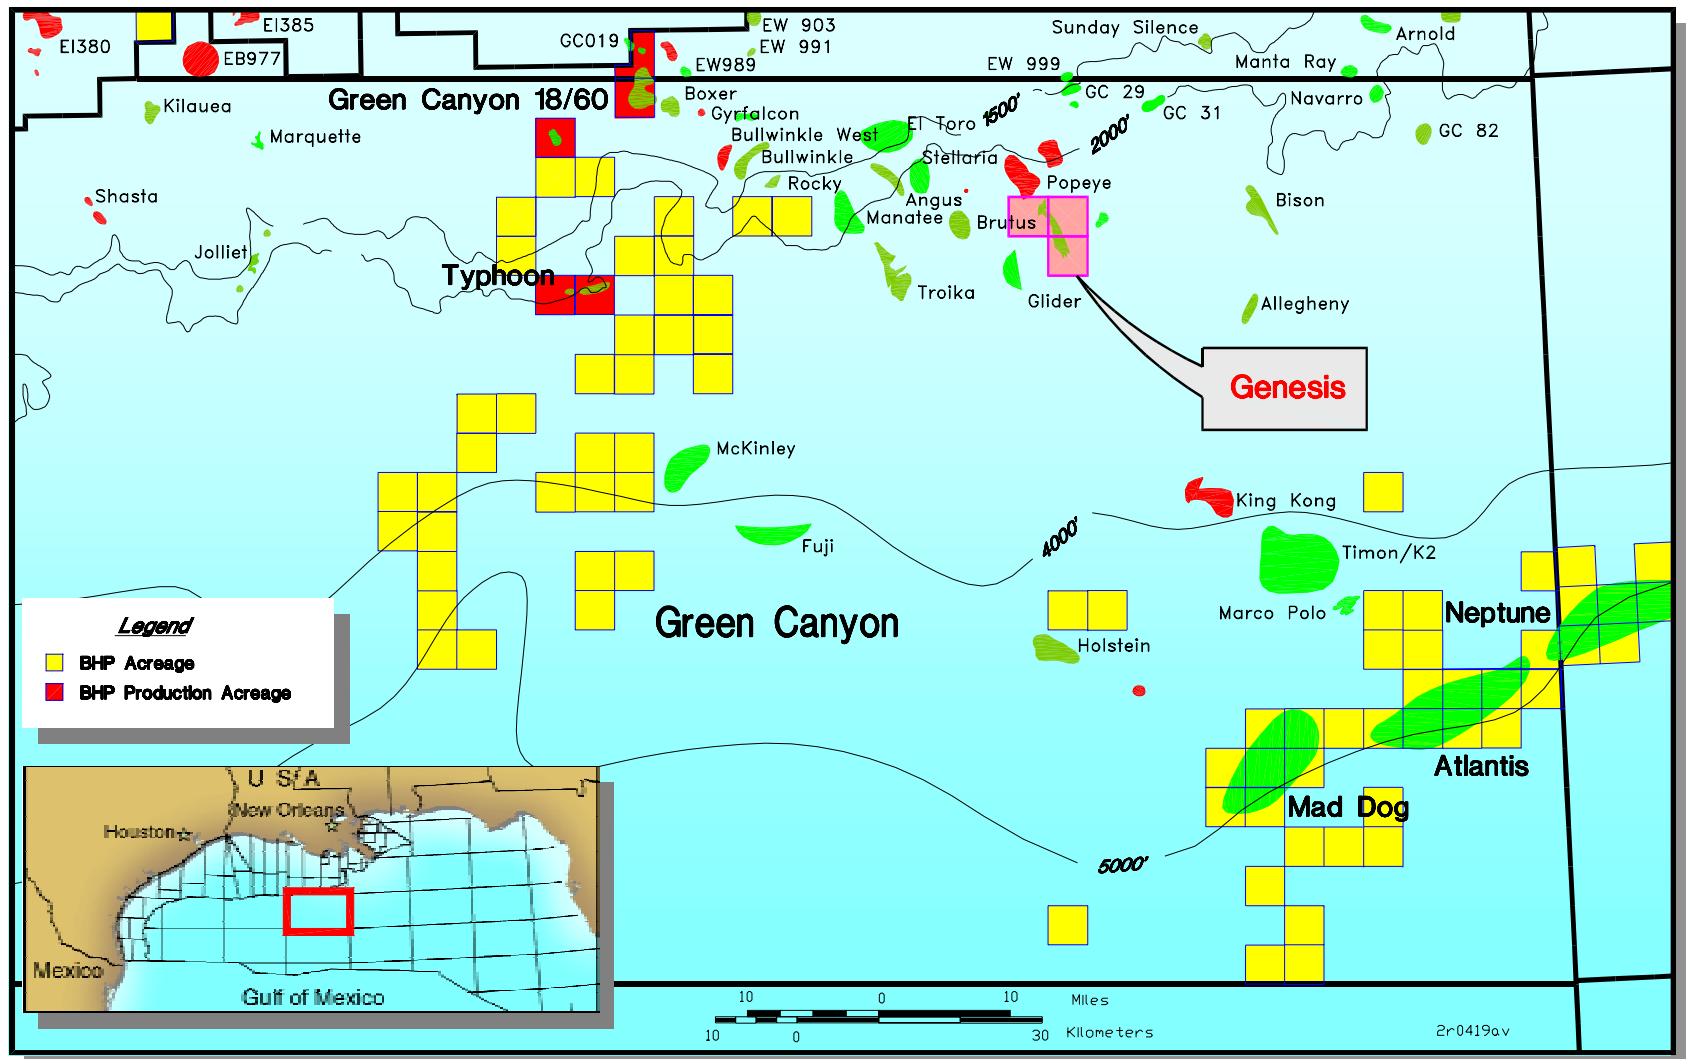 EI380
EI385
EB977
GC019
EW 903
EW 991
EW989
Sunday Silence
Arnold
EW 999
Manta Ray
Green Canyon 18/60
Kilauea
Boxer
GC 29
Navarro
Gyrfalcon
GC 31
1500'
2000'
Marquette
Bullwinkle West
El Toro
GC 82
Bullwinkle
Stellaria
Rocky
Popeye
Shasta
Angus
Bison
Manatee
Brutus
Jolliet
Typhoon
Troika
Glider
Allegheny
Genesis
McKinley
King Kong
4000'
Fuji
Timon/K2
Green Canyon
Marco Polo
Neptune
Holstein
Legend
BHP Acreage
BHP Production Acreage
Atlantis
Mad Dog
5000'
U S A
New Orleans
Houston
Mexico
Gulf of Mexico
10 0 10 Miles
10 0 30 Kilometers
2r0419av